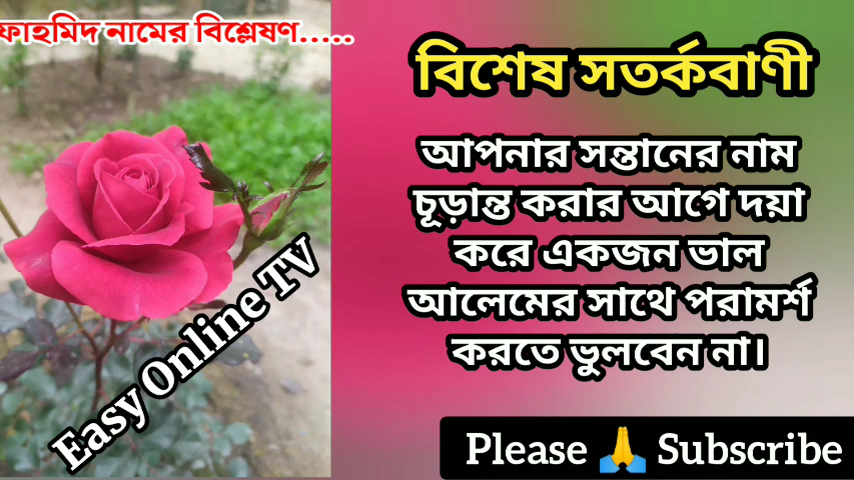 ফাহমিদ নামের বিশ্লেষণ.....
বিশেষ সতর্কবাণী
আপনার সন্তানের নাম
চূড়ান্ত করার আগে দয়া
করে একজন ভাল
আলেমের সাথে পরামর্শ
করতে ভুলবেন না।
Easy Online TV
Please 🙏 Subscribe